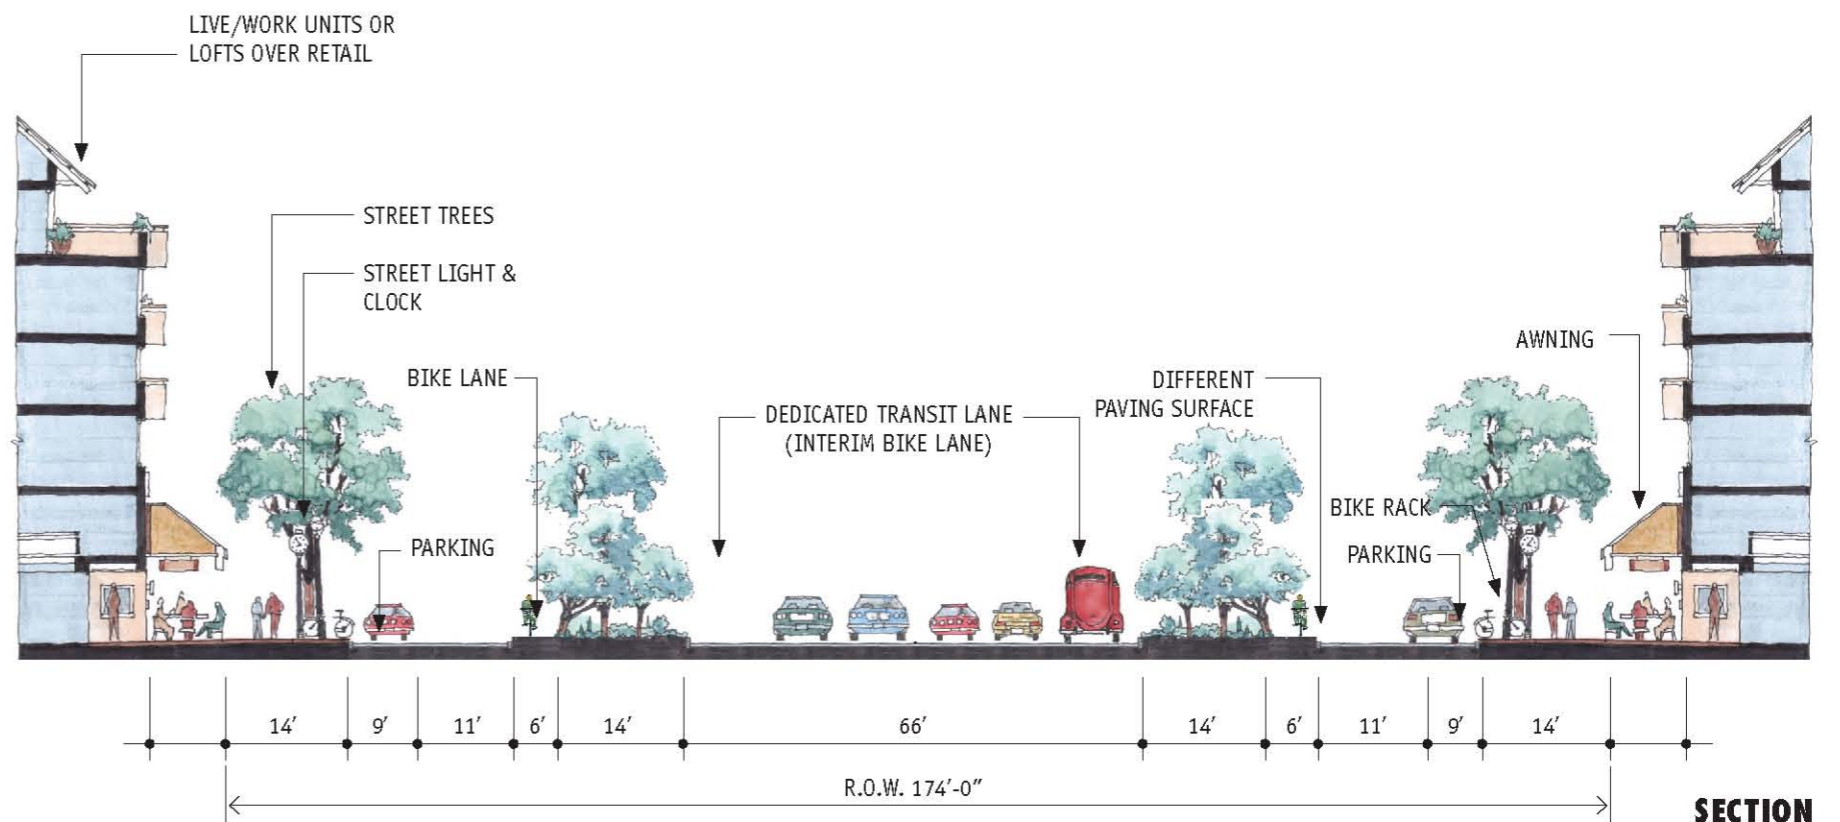 LIVE/WORK UNITS OR
LOFTS OVER RETAIL
STREET TREES
STREET LIGHT &
CLOCK
AWNING
BIKE LANE
DIFFERENT
PAVING SURFACE
DEDICATED TRANSIT LANE
(INTERIM BIKE LANE)
BIKE RACK
PARKING
PARKING
14' 9' 11' 6' 14' 66' 14' 6' 11' 9' 14'
R.O.W. 174'-0"
SECTION